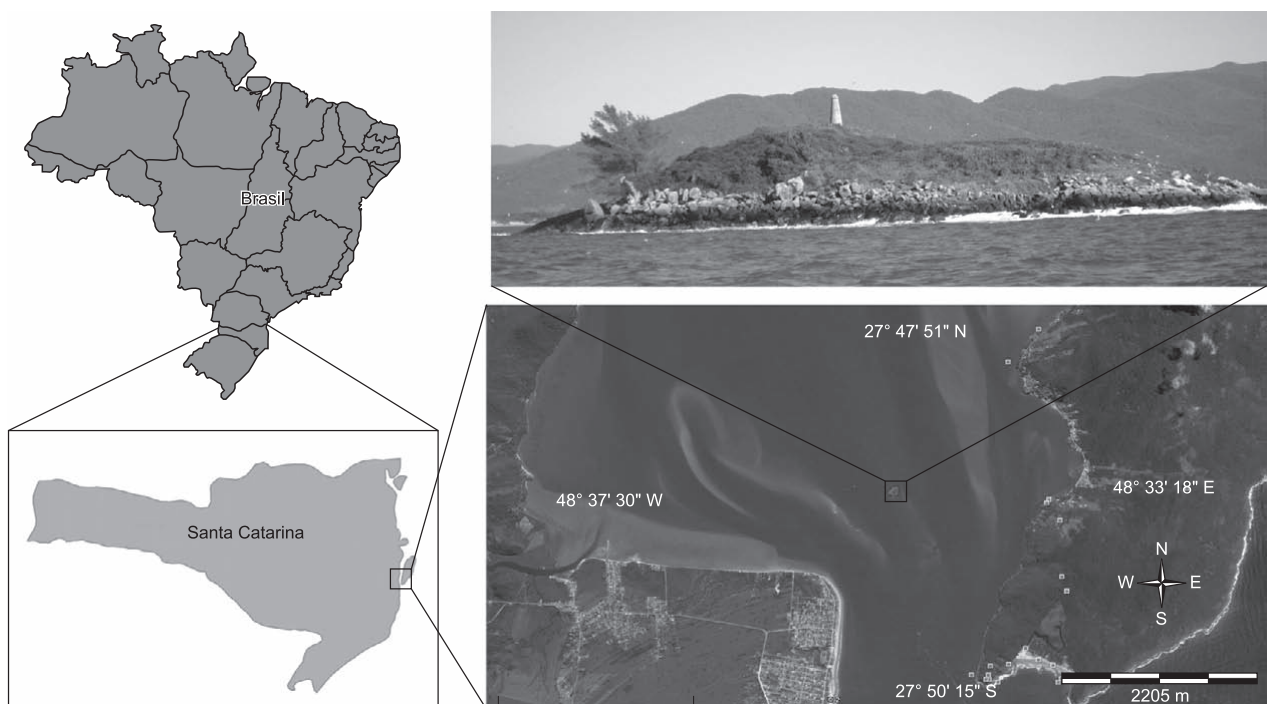 Brasil
27° 47' 51" N
48° 37' 30" W
48° 33' 18" E
Santa Catarina
N
W
E
S
27° 50' 15" S
2205 m